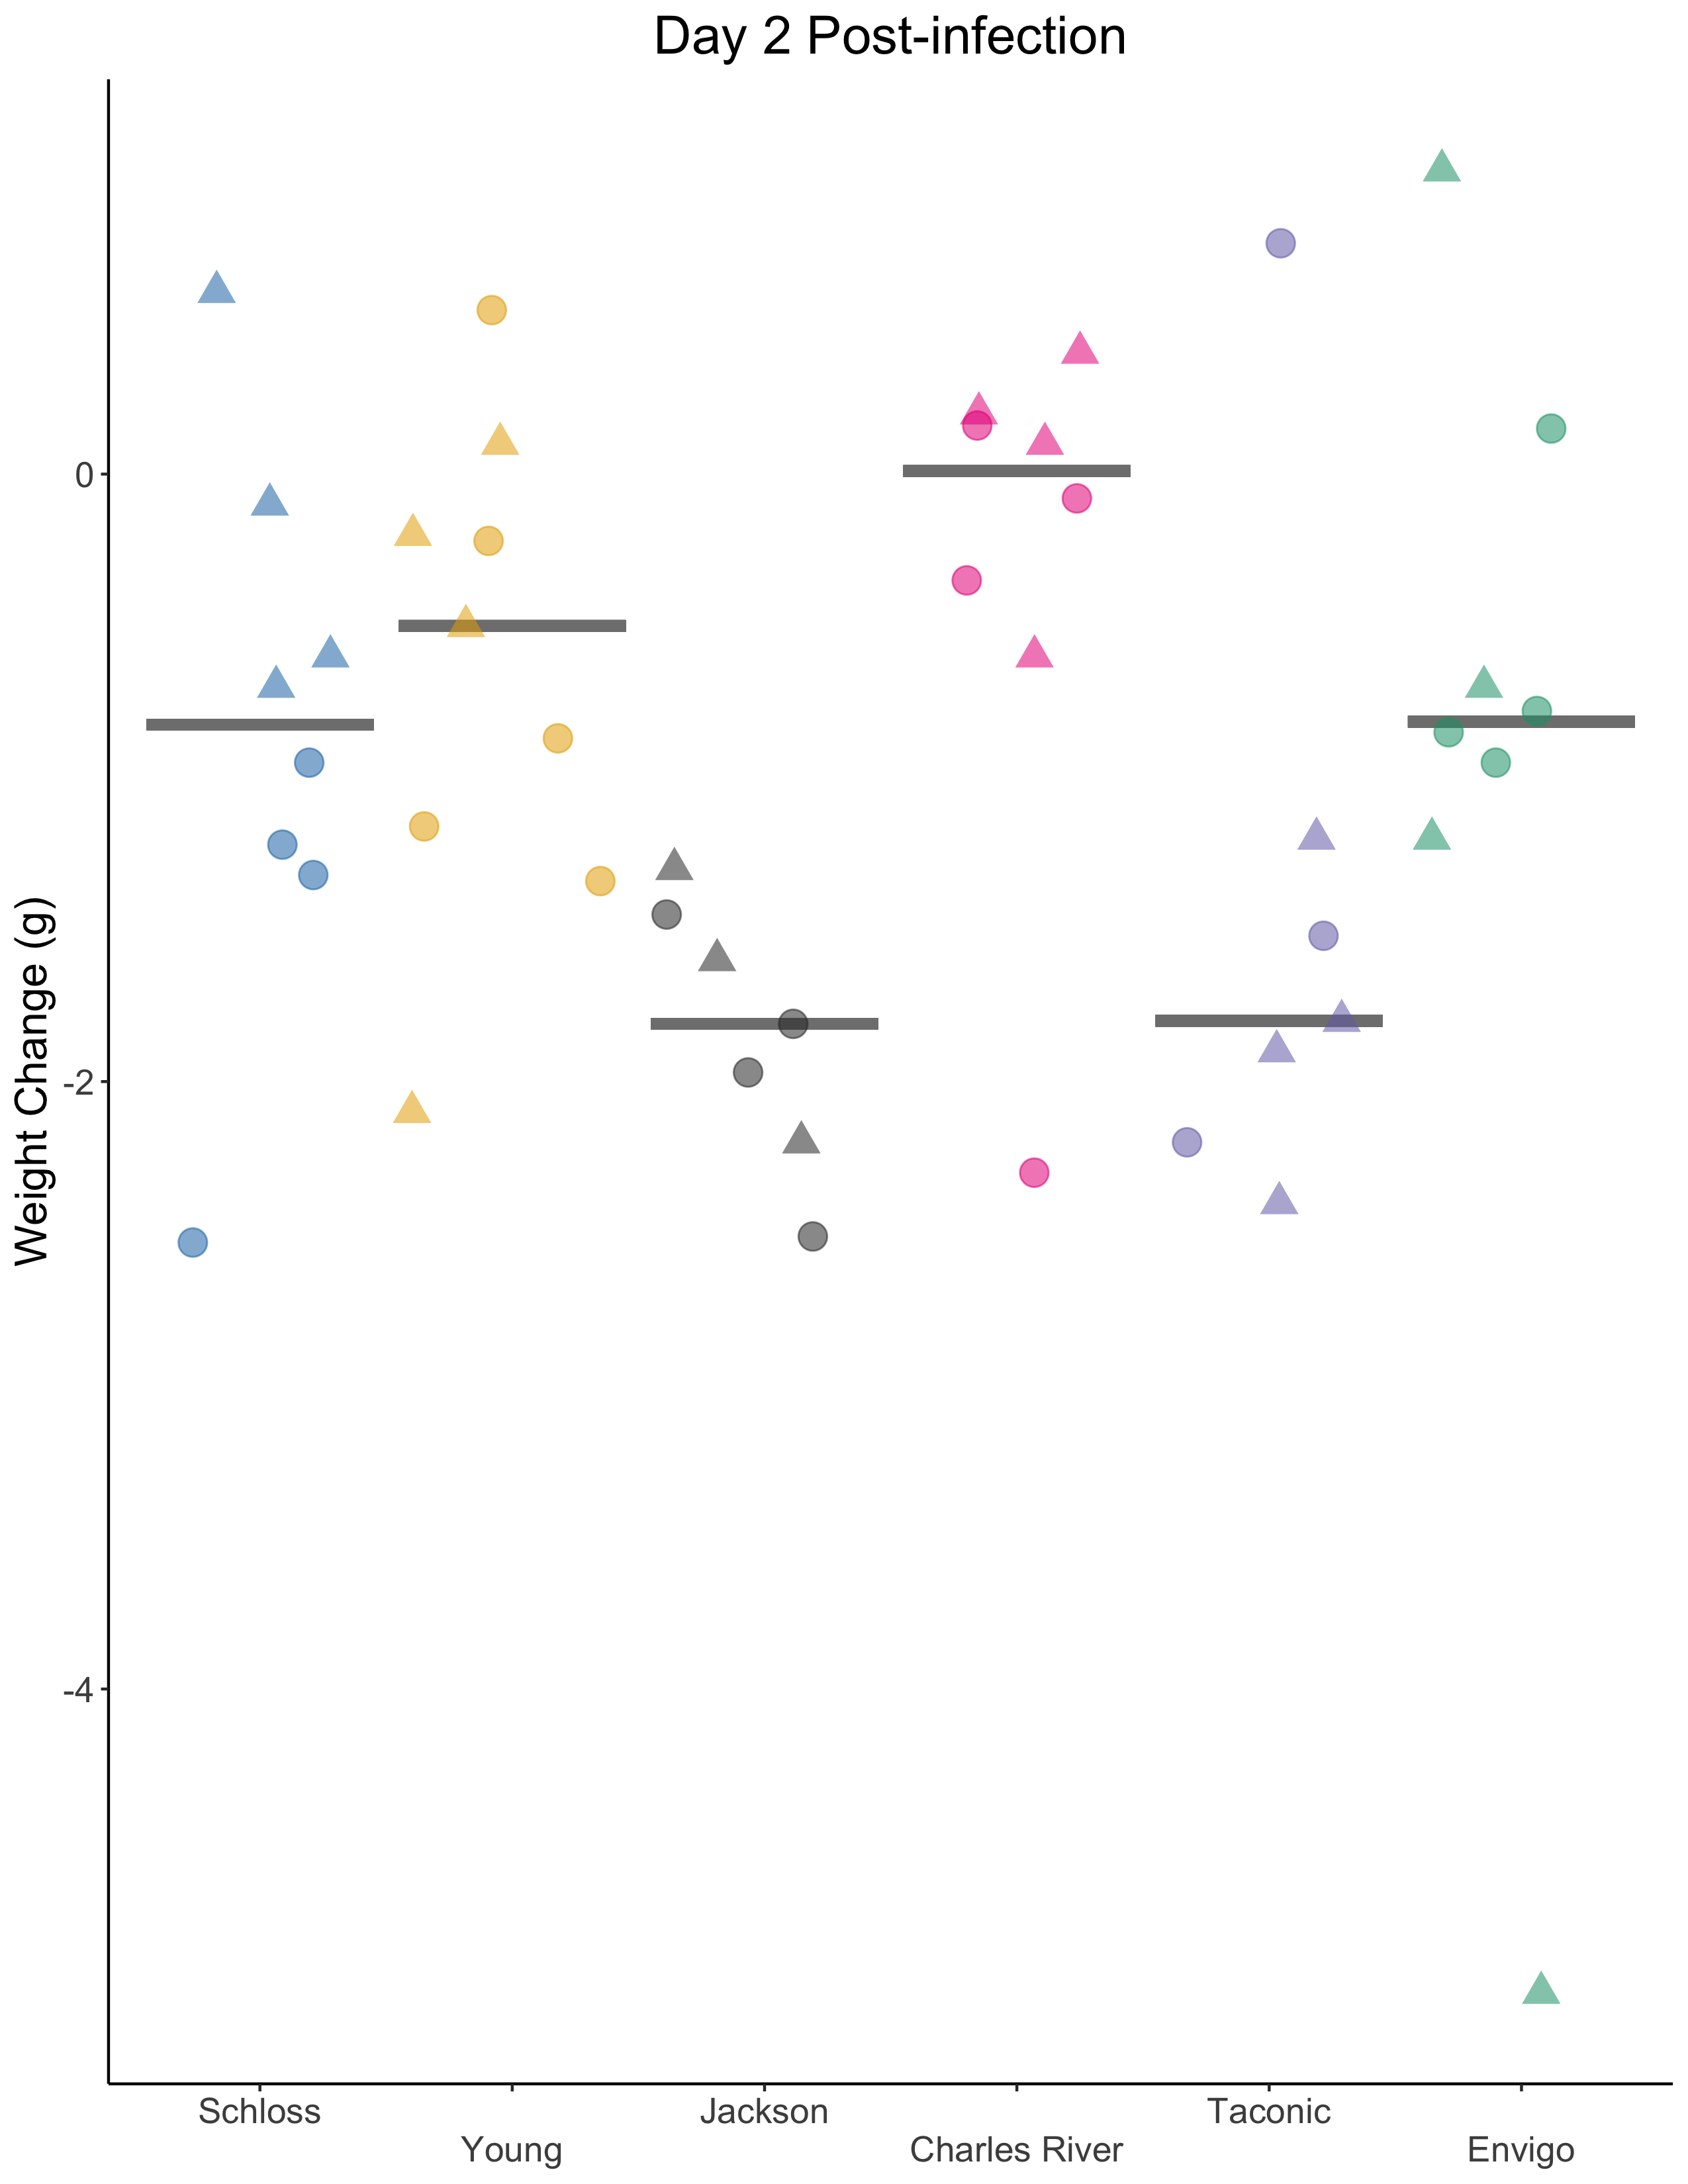 Day 2 Post-infection
Weight Change (g)
0
-2
-4
Schloss
Young
Jackson
Charles River
Taconic
Envigo